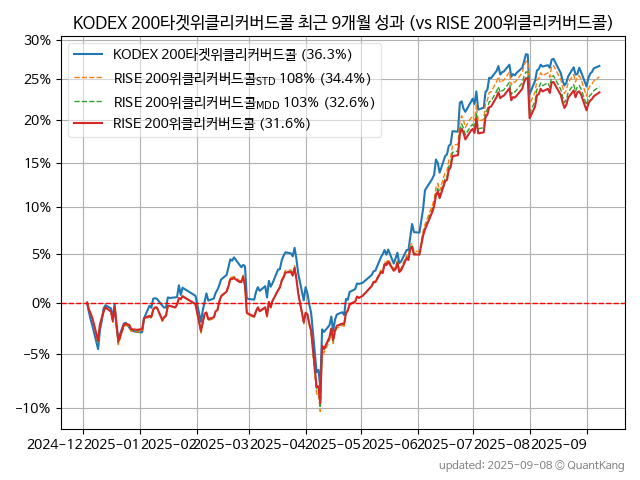 KODEX 200타겟위클리커버드콜 최근 9개월 성과 (vs RISE 200위클리커버드콜)
KODEX 200타겟위클리커버드콜 (36.3%)
RISE 200위클리커버드콜STD 108% (34.4%)
RISE 200위클리커버드콜MDD 103% (32.6%)
RISE 200위클리커버드콜 (31.6%)
30%
25%
20%
15%
10%
5%
0%
−5%
−10%
2024-12 2025-01 2025-02 2025-03 2025-04 2025-05 2025-06 2025-07 2025-08 2025-09
updated: 2025-09-08 © QuantKang